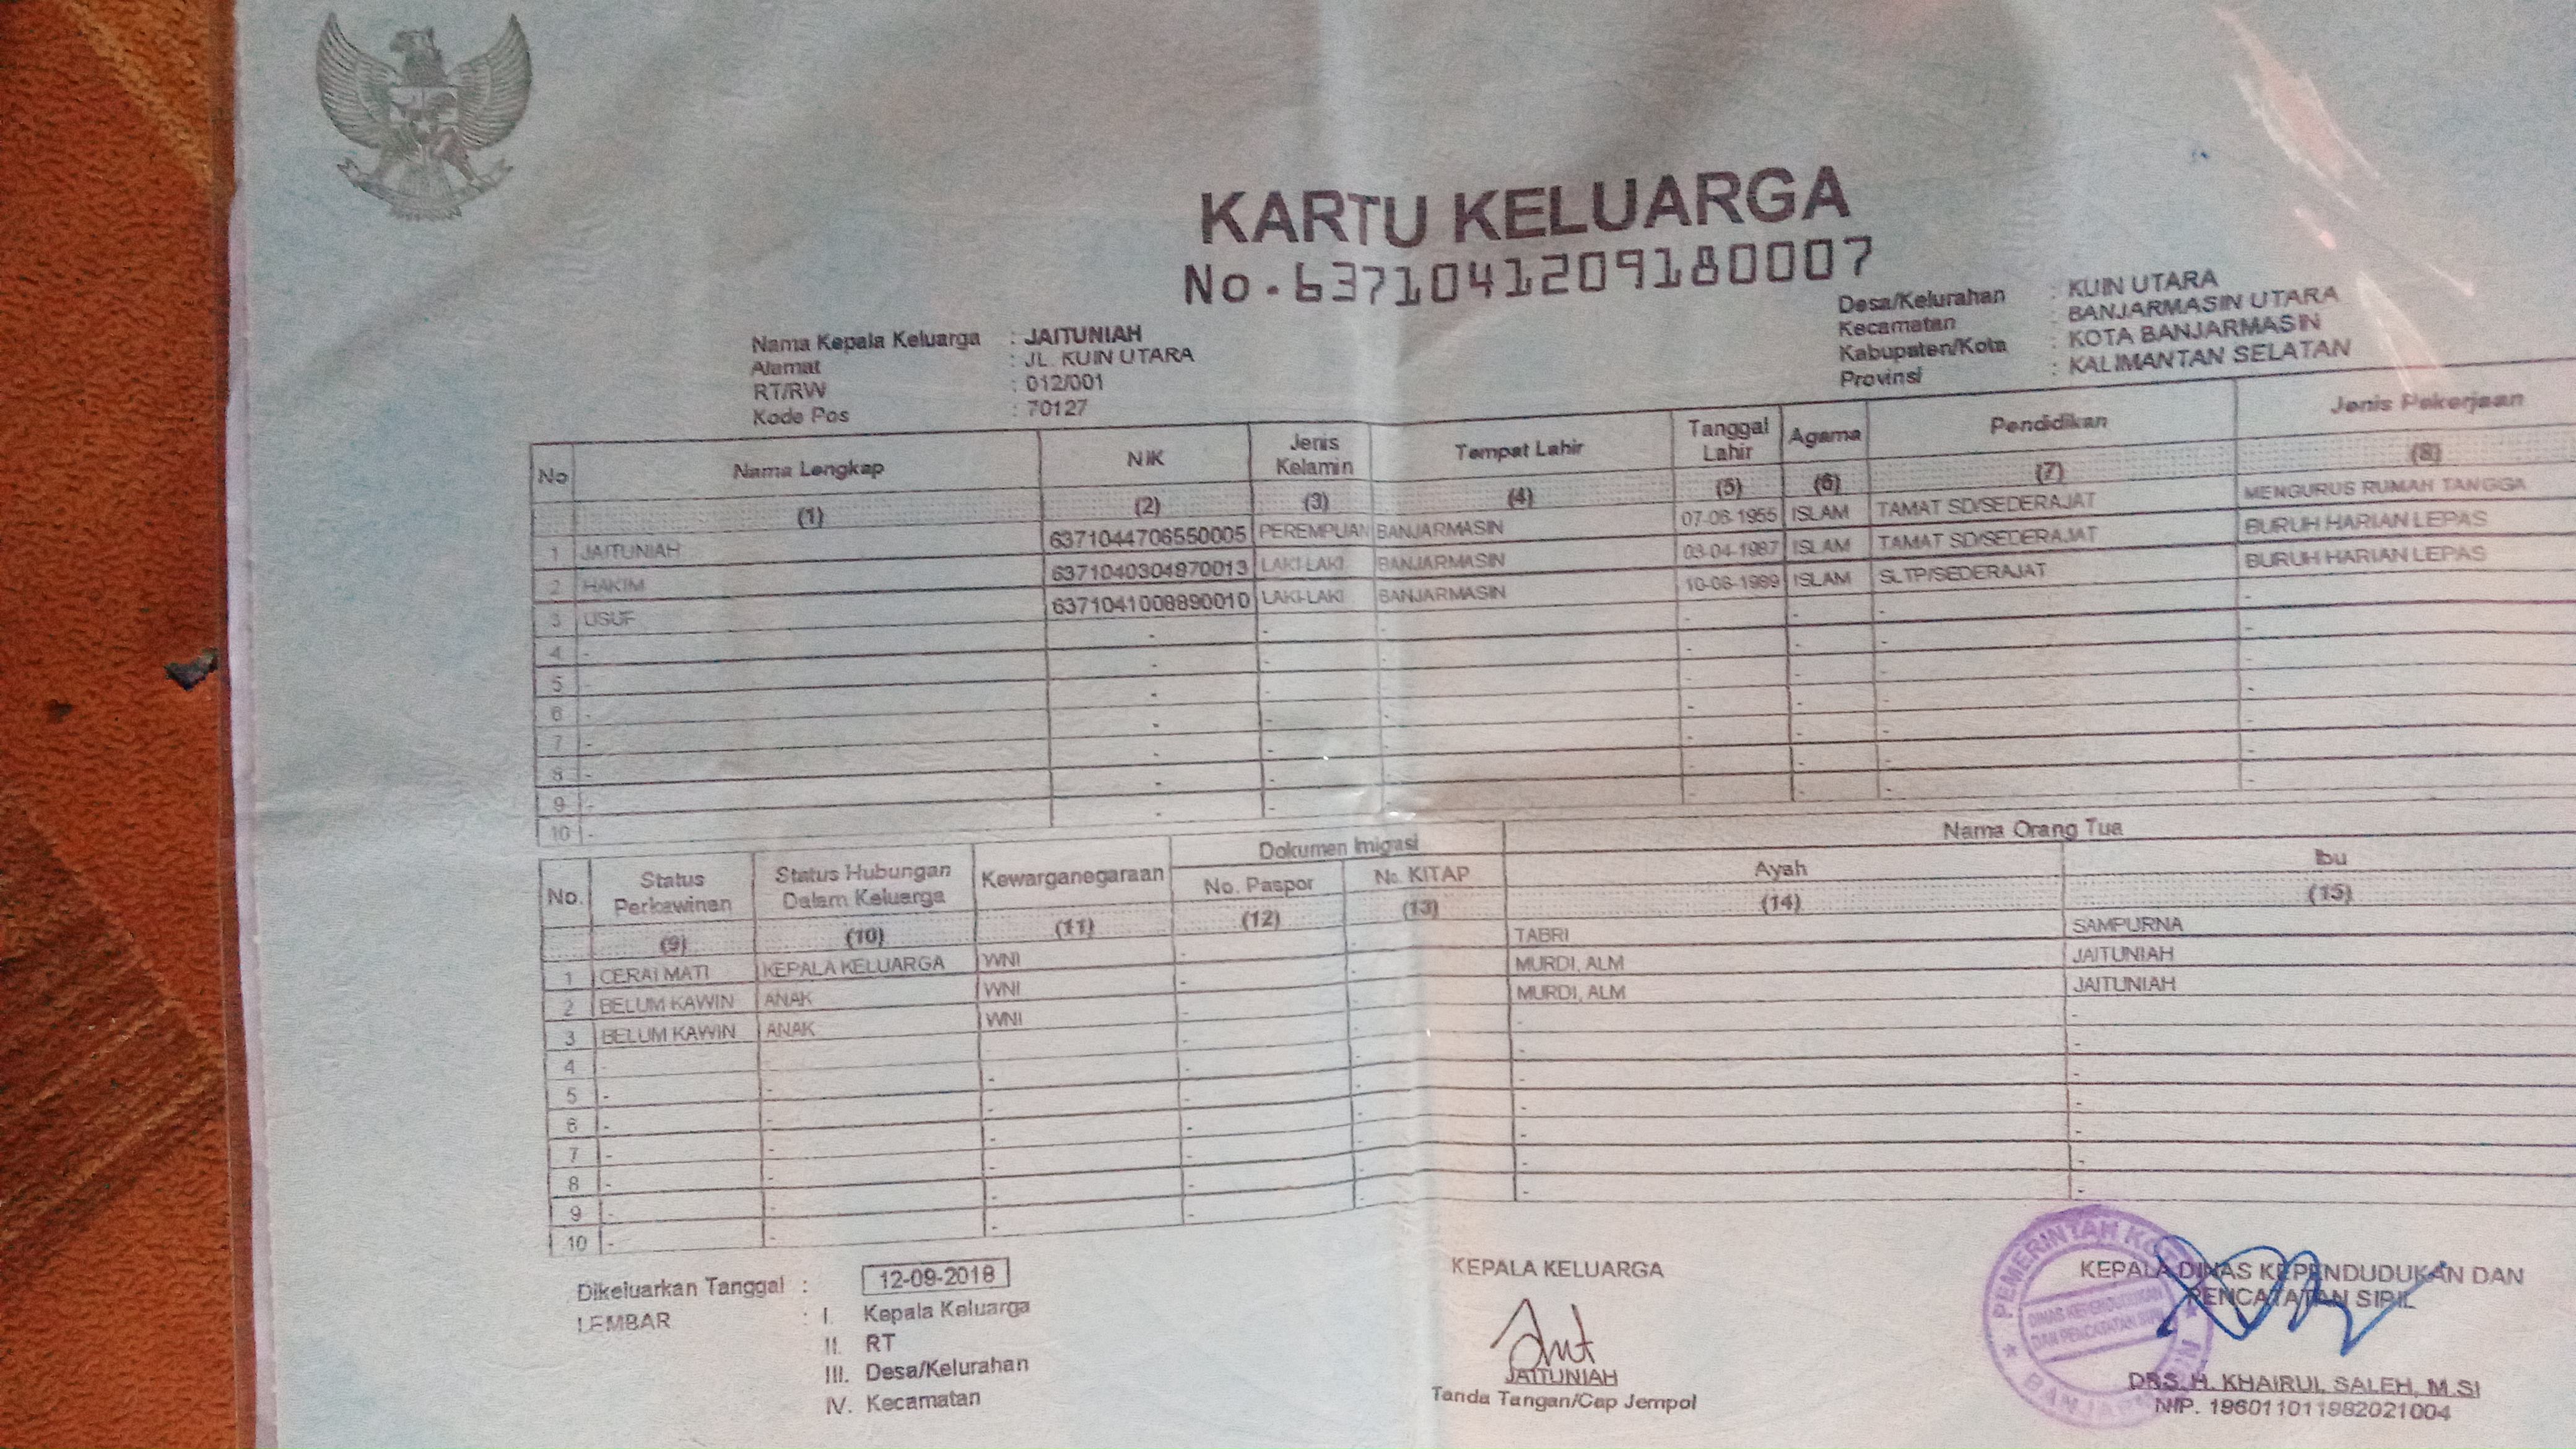 KARTU KELUARGA
No. 6371041209180007
Nama Kepala Keluarga : JAITUNIAH
Alamat : JL. KUIN UTARA
RT/RW : 012/001
Kode Pos : 70127
Desa/Kelurahan : KUIN UTARA
Kecamatan : BANJARMASIN UTARA
Kabupaten/Kota : KOTA BANJARMASIN
Provinsi : KALIMANTAN SELATAN
No Nama Lengkap NIK Jenis Kelamin Tempat Lahir Tanggal Lahir Agama Pendidikan Jenis Pekerjaan
(1) (2) (3) (4) (5) (6) (7) (8)
1 JAITUNIAH 6371044706550005 PEREMPUAN BANJARMASIN 07-06-1955 ISLAM TAMAT SD/SEDERAJAT MENGURUS RUMAH TANGGA
2 HAKIM 6371040304870013 LAKI-LAKI BANJARMASIN 03-04-1987 ISLAM TAMAT SD/SEDERAJAT BURUH HARIAN LEPAS
3 USUF 6371041008890010 LAKI-LAKI BANJARMASIN 10-08-1989 ISLAM SLTP/SEDERAJAT BURUH HARIAN LEPAS
4 - - - - - - - -
5 - - - - - - - -
6 - - - - - - - -
7 - - - - - - - -
8 - - - - - - - -
9 - - - - - - - -
10 - - - - - - - -
No. Status Perkawinan Status Hubungan Dalam Keluarga Kewarganegaraan Dokumen Imigrasi Nama Orang Tua
No. Paspor No. KITAP Ayah Ibu
(9) (10) (11) (12) (13) (14) (15)
1 CERAI MATI KEPALA KELUARGA WNI - - TABRI SAMPURNA
2 BELUM KAWIN ANAK WNI - - MURDI, ALM JAITUNIAH
3 BELUM KAWIN ANAK WNI - - MURDI, ALM JAITUNIAH
4 - - - - - - -
5 - - - - - - -
6 - - - - - - -
7 - - - - - - -
8 - - - - - - -
9 - - - - - - -
10 - - - - - - -
Dikeluarkan Tanggal : 12-09-2018
LEMBAR : I. Kepala Keluarga
II. RT
III. Desa/Kelurahan
IV. Kecamatan
KEPALA KELUARGA
JAITUNIAH
Tanda Tangan/Cap Jempol
KEPALA DINAS KEPENDUDUKAN DAN
PENCATATAN SIPIL
PEMERINTAH
DINAS KEPENDUDUKAN
DAN PENCATATAN SIPIL
DRS. H. KHAIRUL SALEH, M.SI
NIP. 196011011982021004